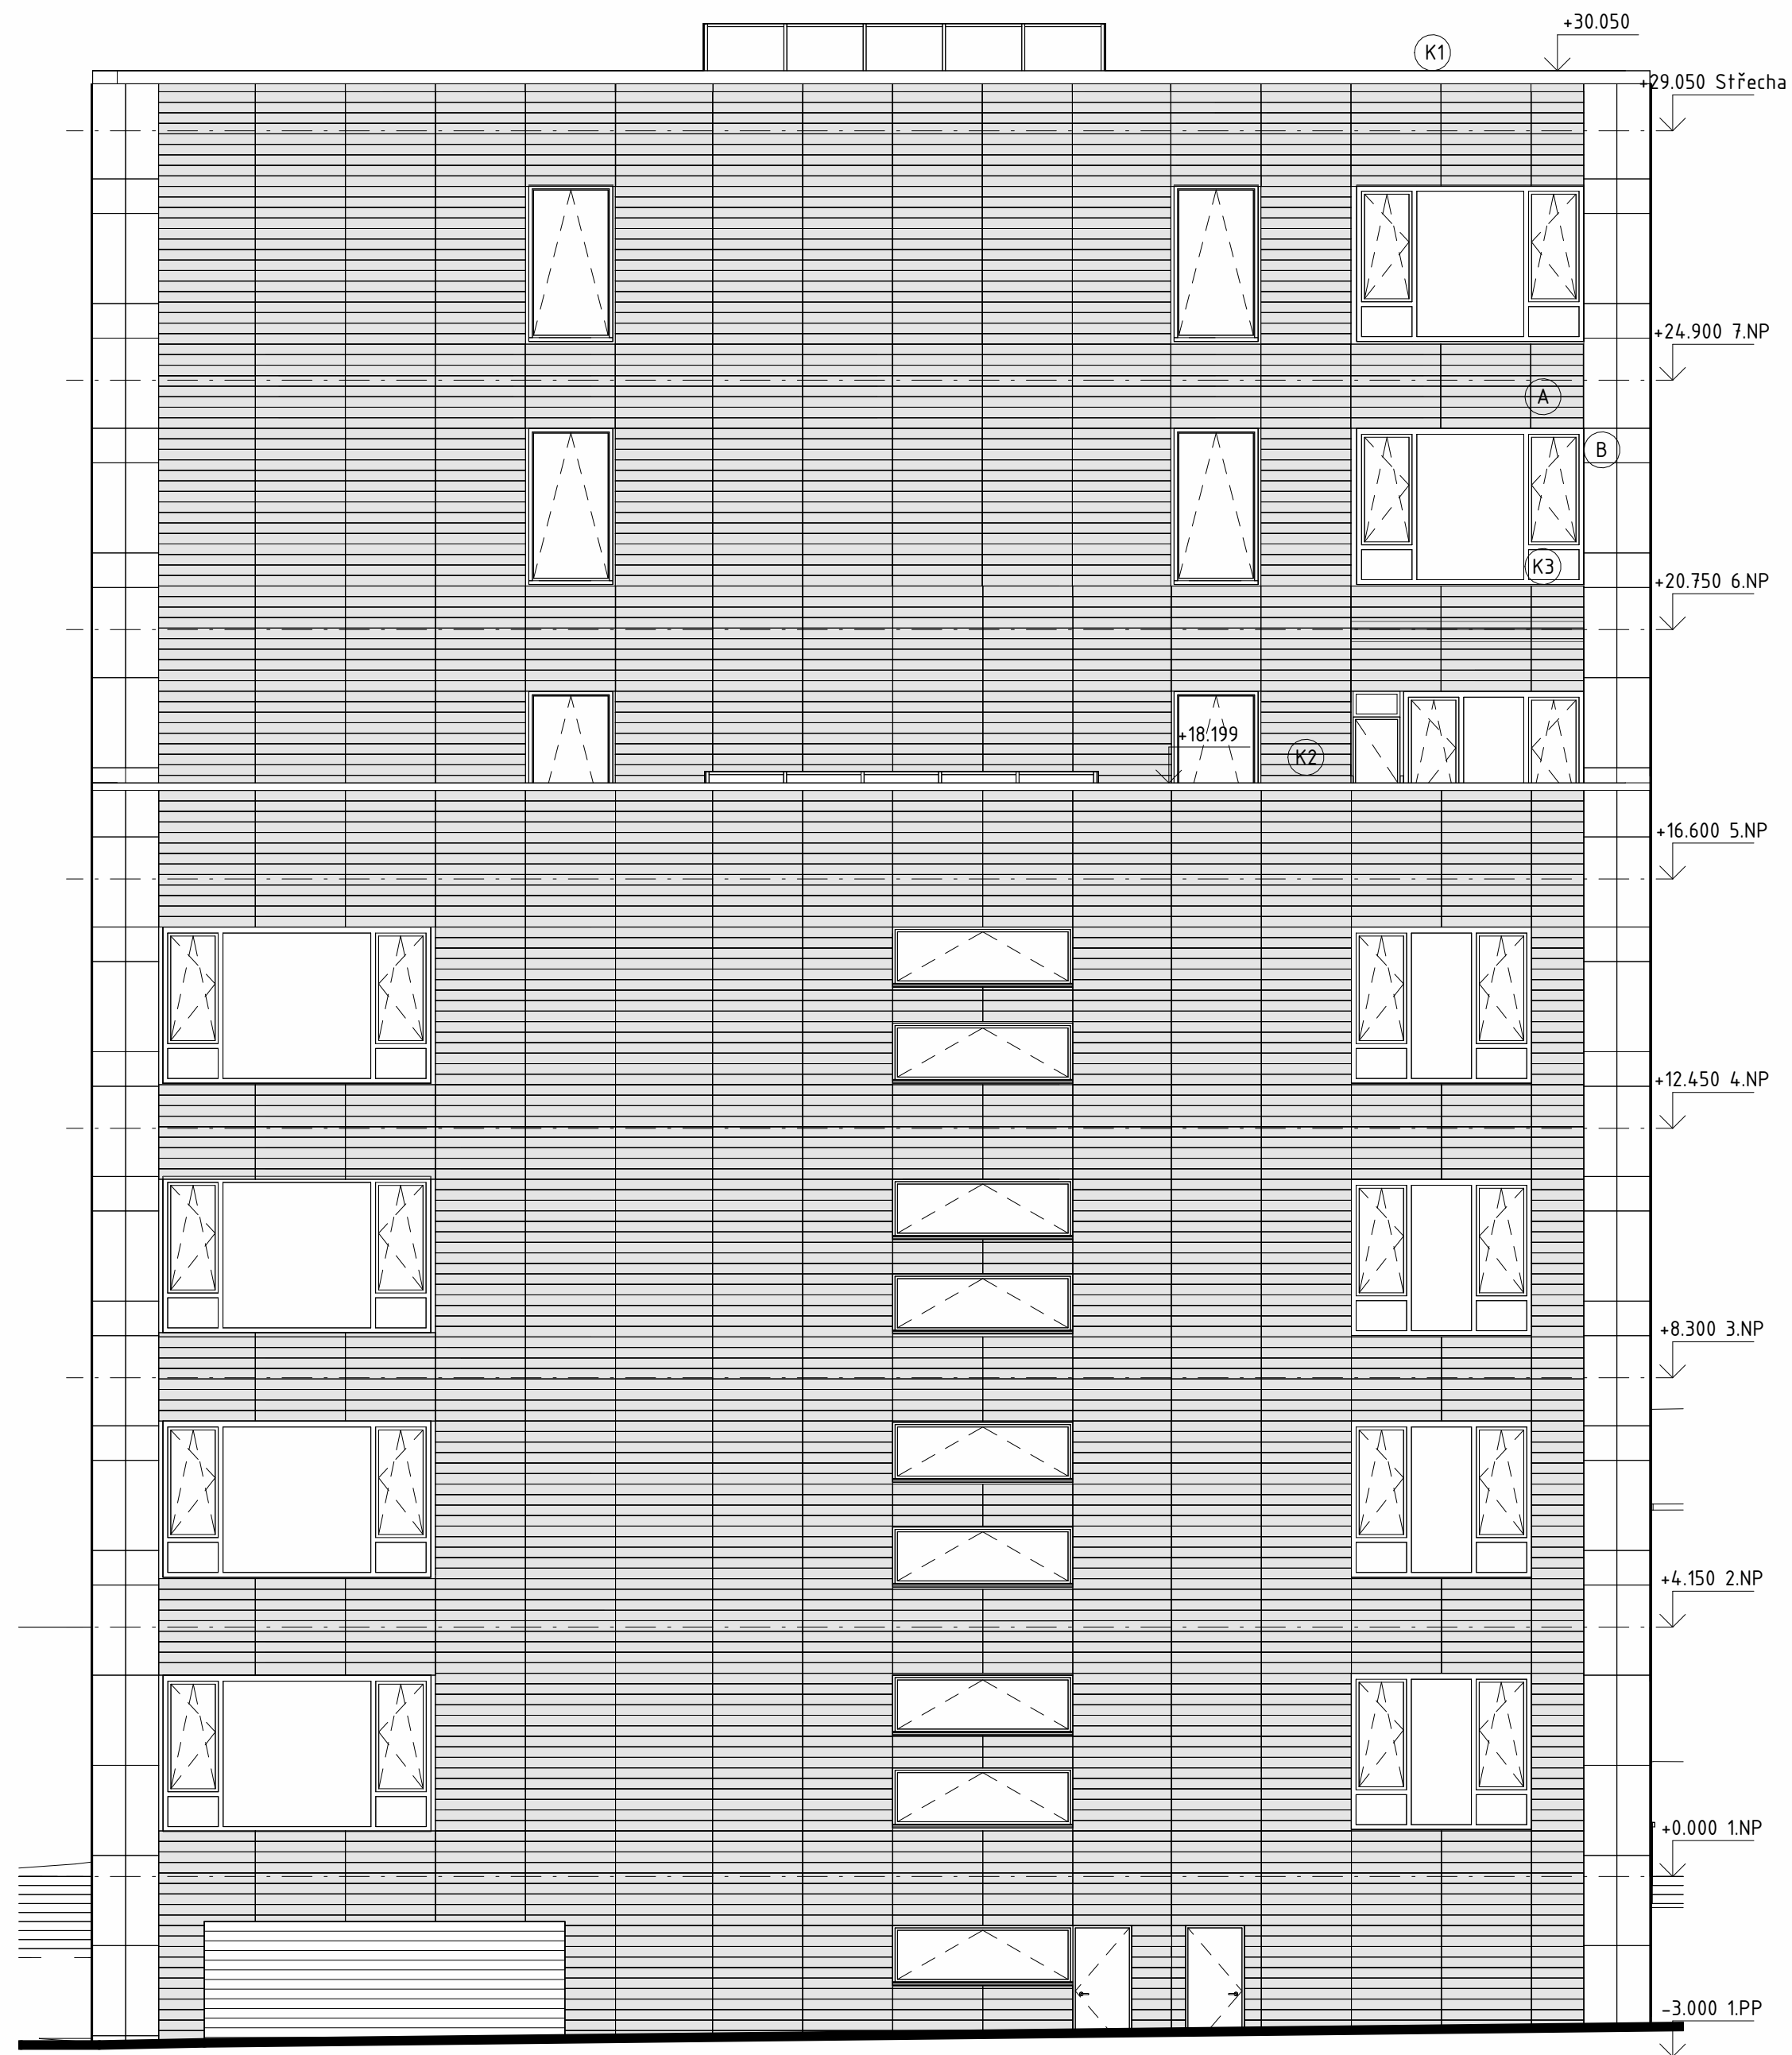 +30.050
K1
+29.050 Střecha
+24.900 7.NP
A
B
K3
+20.750 6.NP
+18.199
K2
+16.600 5.NP
+12.450 4.NP
+8.300 3.NP
+4.150 2.NP
+0.000 1.NP
-3.000 1.PP